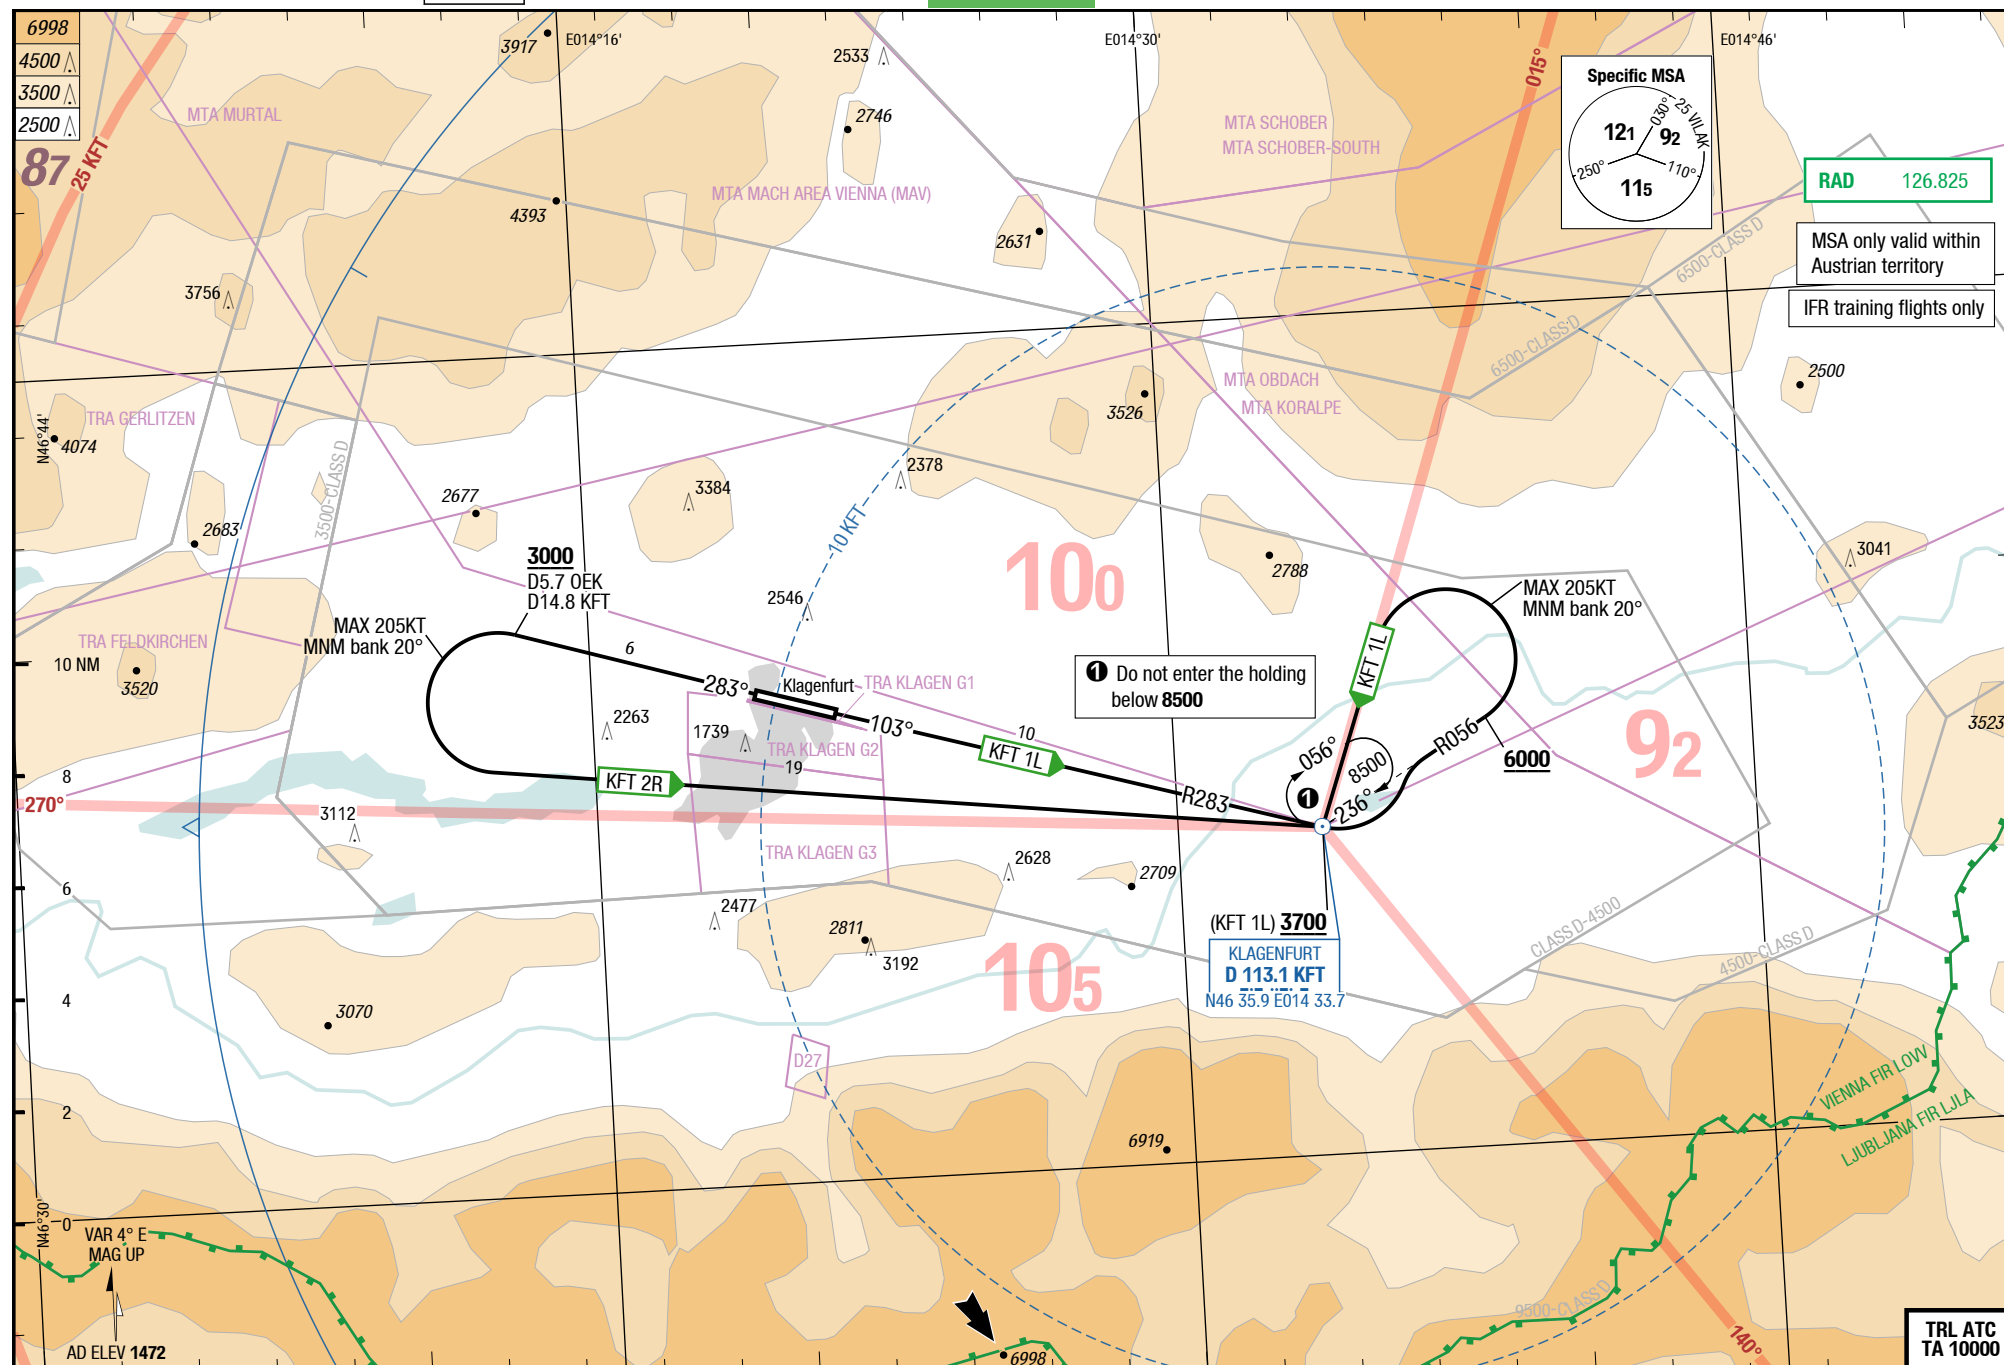 6998
4500
3500
2500
87
25 KFT
3917
E014°16'
2533
E014°30'
015°
E014°46'
MTA MURTAL
2746
MTA SCHOBER
MTA SCHOBER-SOUTH
Specific MSA
121
030°
25 VILAK
92
250°
110°
115
RAD 126.825
MSA only valid within
Austrian territory
IFR training flights only
4393
MTA MACH AREA VIENNA (MAV)
2631
6500-CLASS D
3756
6500-CLASS D
2500
MTA OBDACH
MTA KORALPE
3526
TRA GERLITZEN
N46°44'
4074
3500-CLASS D
2378
3384
2677
2683
10 KFT
3000
D5.7 OEK
D14.8 KFT
100
2788
3041
2546
MAX 205KT
MNM bank 20°
MAX 205KT
MNM bank 20°
TRA FELDKIRCHEN
10 NM
3520
6
283°
Klagenfurt
TRA KLAGEN G1
❶ Do not enter the holding
below 8500
KFT 1L
2263
1739
103°
10
KFT 1L
TRA KLAGEN G2
19
KFT 2R
056°
8500
R056
6000
92
3523
8
270°
3112
R283
❶
236°
TRA KLAGEN G3
2628
2709
6
2477
2811
3192
(KFT 1L) 3700
KLAGENFURT
D 113.1 KFT
N46 35.9 E014 33.7
CLASS D-4500
4500-CLASS D
105
4
3070
D27
2
VIENNA FIR LOVV
LJUBLJANA FIR LJLA
6919
N46°30'
0
VAR 4° E
MAG UP
9500-CLASS D
140°
AD ELEV 1472
6998
TRL ATC
TA 10000